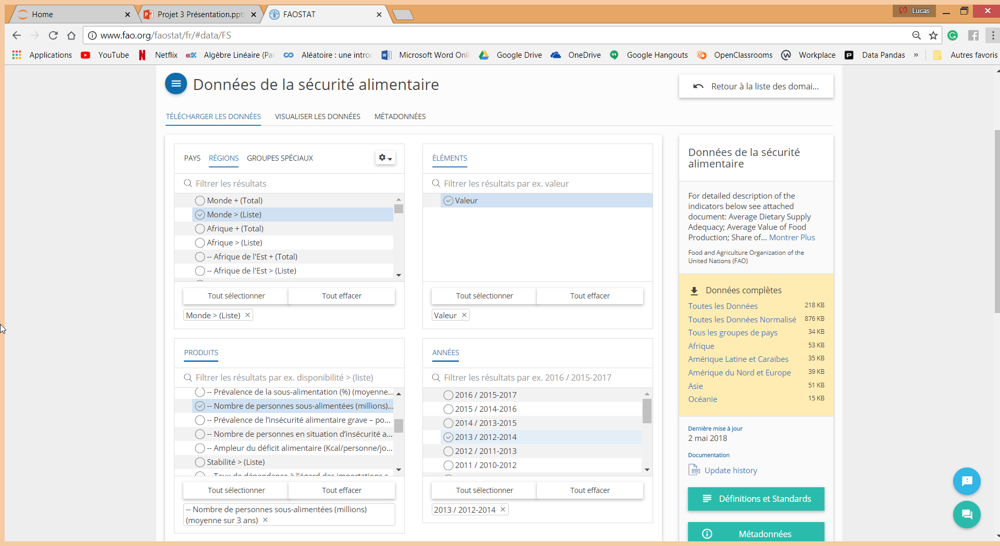 Home
Projet 3 Présentation.ppt
FAOSTAT
Lucas
www.fao.org/faostat/fr/#data/FS
Applications YouTube Netflix Algèbre Linéaire (Par Aléatoire : une introc Microsoft Word Onli Google Drive OneDrive Google Hangouts OpenClassrooms Workplace Data Pandas » Autres favoris
Données de la sécurité alimentaire
Retour à la liste des domai...
TÉLÉCHARGER LES DONNÉES VISUALISER LES DONNÉES MÉTADONNÉES
PAYS RÉGIONS GROUPES SPÉCIAUX
Filtrer les résultats
Monde + (Total)
Monde > (Liste)
Afrique + (Total)
Afrique > (Liste)
-- Afrique de l'Est + (Total)
-- Afrique de l'Est > (Liste)
Tout sélectionner Tout effacer
Monde > (Liste) ×
ÉLÉMENTS
Filtrer les résultats par ex. valeur
Valeur
Tout sélectionner Tout effacer
Valeur ×
PRODUITS
Filtrer les résultats par ex. disponibilité > (liste)
-- Prévalence de la sous-alimentation (%) (moyenne...
-- Nombre de personnes sous-alimentées (millions)...
-- Prévalence de l'insécurité alimentaire grave – po...
-- Nombre de personnes en situation d'insécurité a...
-- Ampleur du déficit alimentaire (Kcal/personne/jo...
Stabilité > (Liste)
-- Taux de dépendance à l'égard des importations c...
Tout sélectionner Tout effacer
-- Nombre de personnes sous-alimentées (millions)
(moyenne sur 3 ans) ×
ANNÉES
Filtrer les résultats par ex. 2016 / 2015-2017
2016 / 2015-2017
2015 / 2014-2016
2014 / 2013-2015
2013 / 2012-2014
2012 / 2011-2013
2011 / 2010-2012
Tout sélectionner Tout effacer
2013 / 2012-2014 ×
Données de la sécurité
alimentaire
For detailed description of the
indicators below see attached
document: Average Dietary Supply
Adequacy; Average Value of Food
Production; Share of... Montrer Plus
Food and Agriculture Organization of the
United Nations (FAO)
Données complètes
Toutes les Données 218 KB
Toutes les Données Normalisé 876 KB
Tous les groupes de pays 34 KB
Afrique 53 KB
Amérique Latine et Caraïbes 35 KB
Amérique du Nord et Europe 39 KB
Asie 51 KB
Océanie 15 KB
Dernière mise à jour
2 mai 2018
Documentation
Update history
Définitions et Standards
Métadonnées